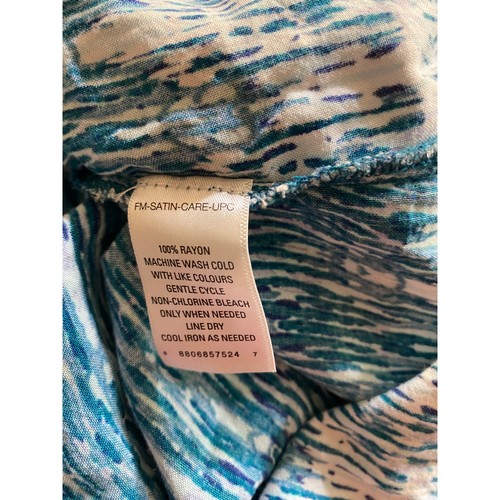 FM-SATIN-CARE-UPC
100% RAYON
MACHINE WASH COLD
WITH LIKE COLOURS
GENTLE CYCLE
NON-CHLORINE BLEACH
ONLY WHEN NEEDED
LINE DRY
COOL IRON AS NEEDED
8806857524 7